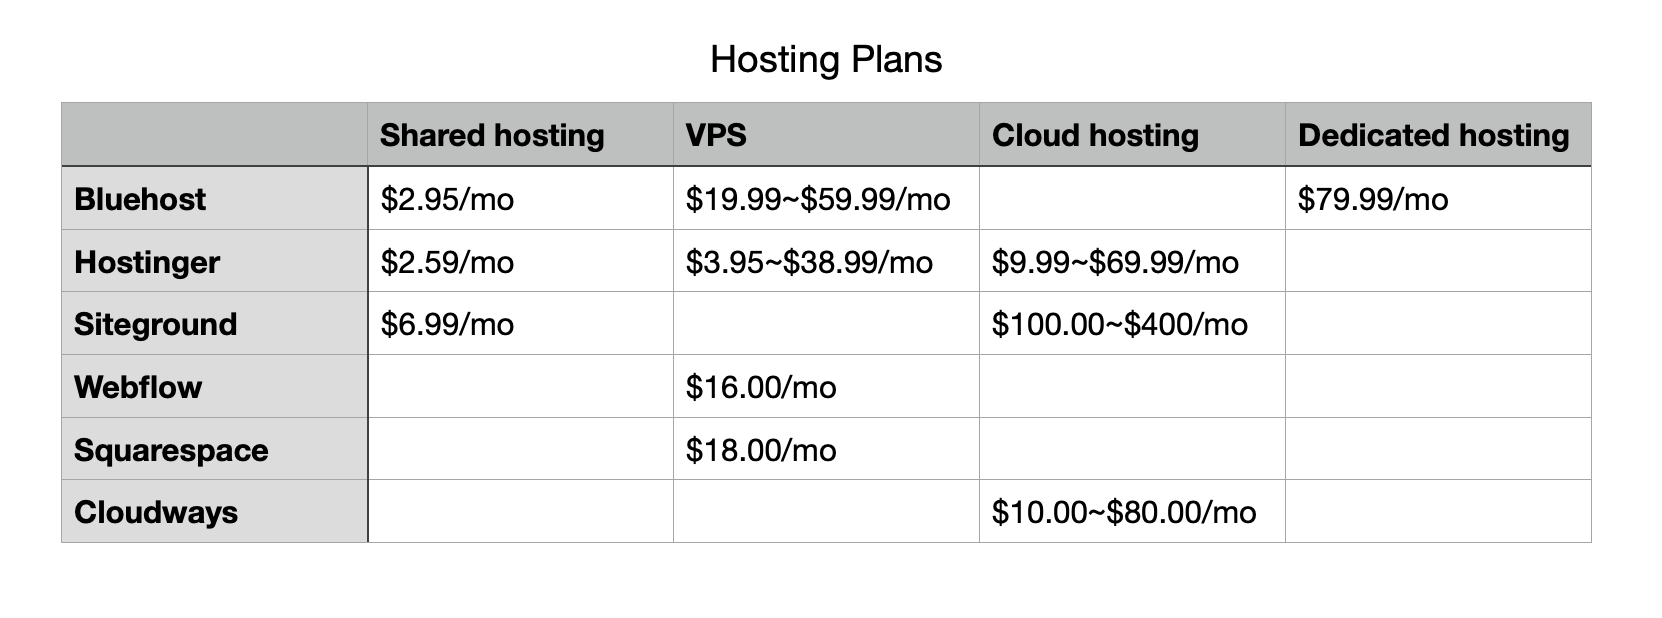 Hosting Plans
Shared hosting VPS Cloud hosting Dedicated hosting
Bluehost $2.95/mo $19.99~$59.99/mo $79.99/mo
Hostinger $2.59/mo $3.95~$38.99/mo $9.99~$69.99/mo
Siteground $6.99/mo $100.00~$400/mo
Webflow $16.00/mo
Squarespace $18.00/mo
Cloudways $10.00~$80.00/mo